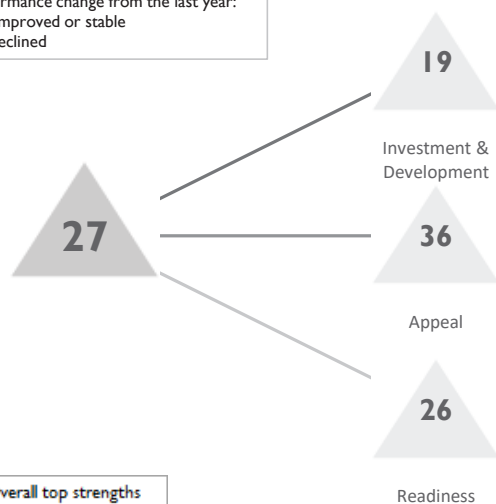 rmance change from the last year:
mproved or stable
eclined
19
Investment &
Development
27
36
Appeal
26
verall top strengths
Readiness